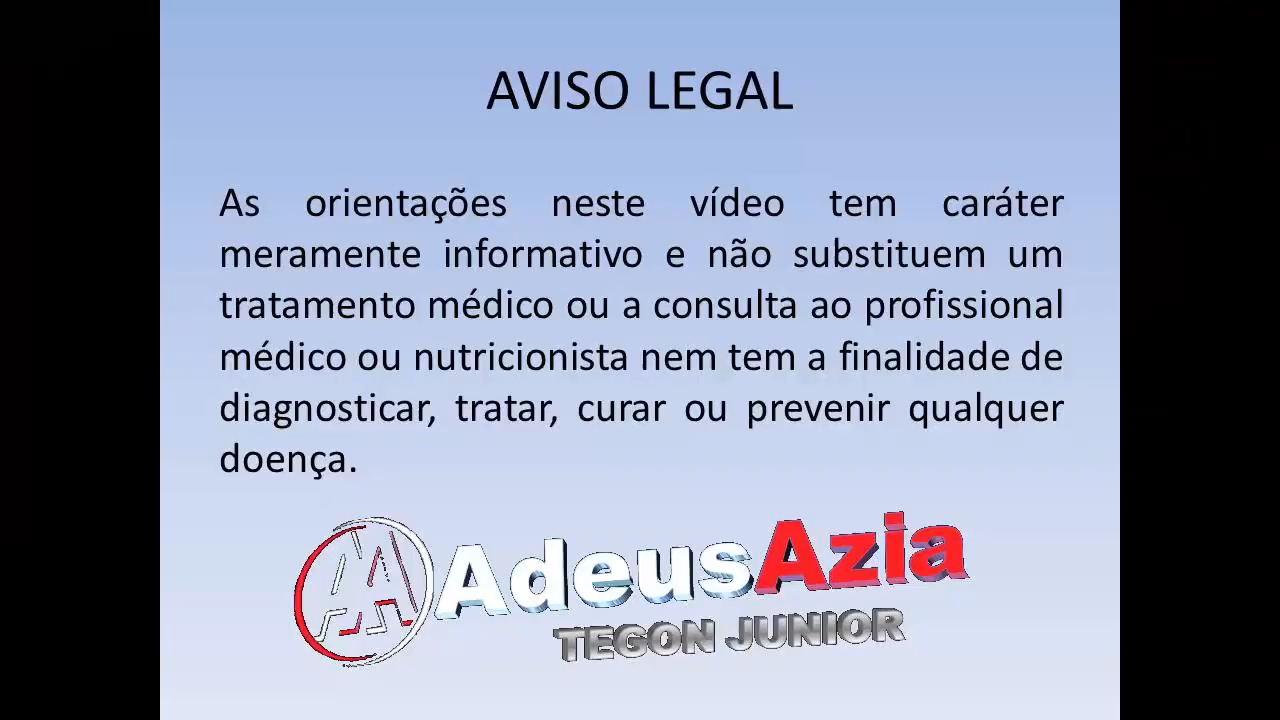 AVISO LEGAL
As orientações neste vídeo tem caráter
meramente informativo e não substituem um
tratamento médico ou a consulta ao profissional
médico ou nutricionista nem tem a finalidade de
diagnosticar, tratar, curar ou prevenir qualquer
doença.
AA AdeusAzia
TEGON JUNIOR